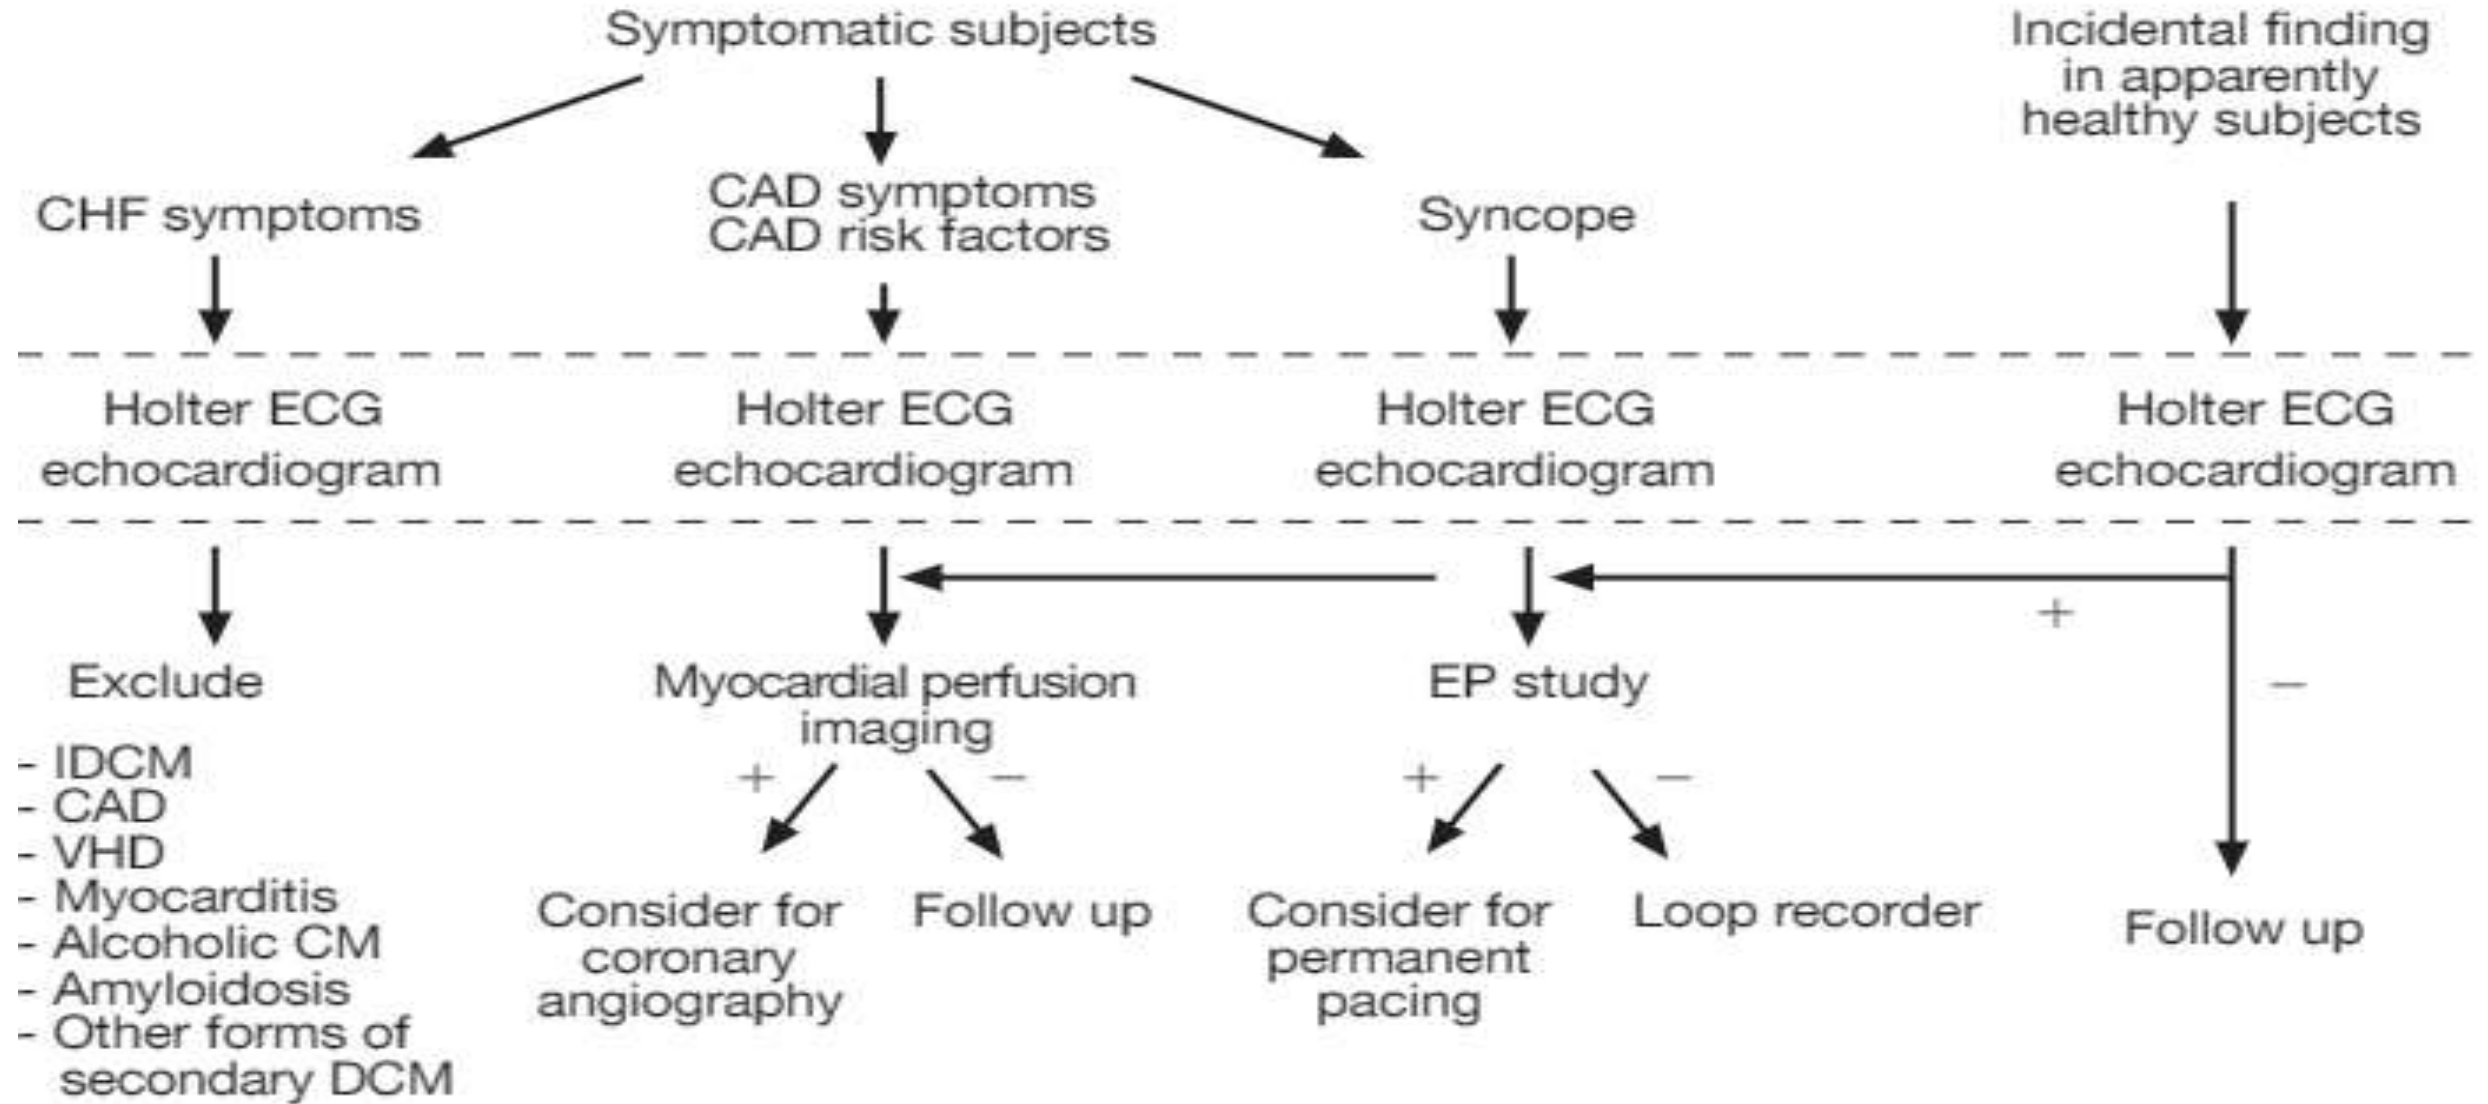 Symptomatic subjects
Incidental finding
in apparently
healthy subjects
CHF symptoms
CAD symptoms
CAD risk factors
Syncope
Holter ECG
echocardiogram
Holter ECG
echocardiogram
Holter ECG
echocardiogram
Holter ECG
echocardiogram
+
−
Exclude
- IDCM
- CAD
- VHD
- Myocarditis
- Alcoholic CM
- Amyloidosis
- Other forms of
secondary DCM
Myocardial perfusion
imaging
+
−
Consider for
coronary
angiography
Follow up
EP study
+
−
Consider for
permanent
pacing
Loop recorder
Follow up